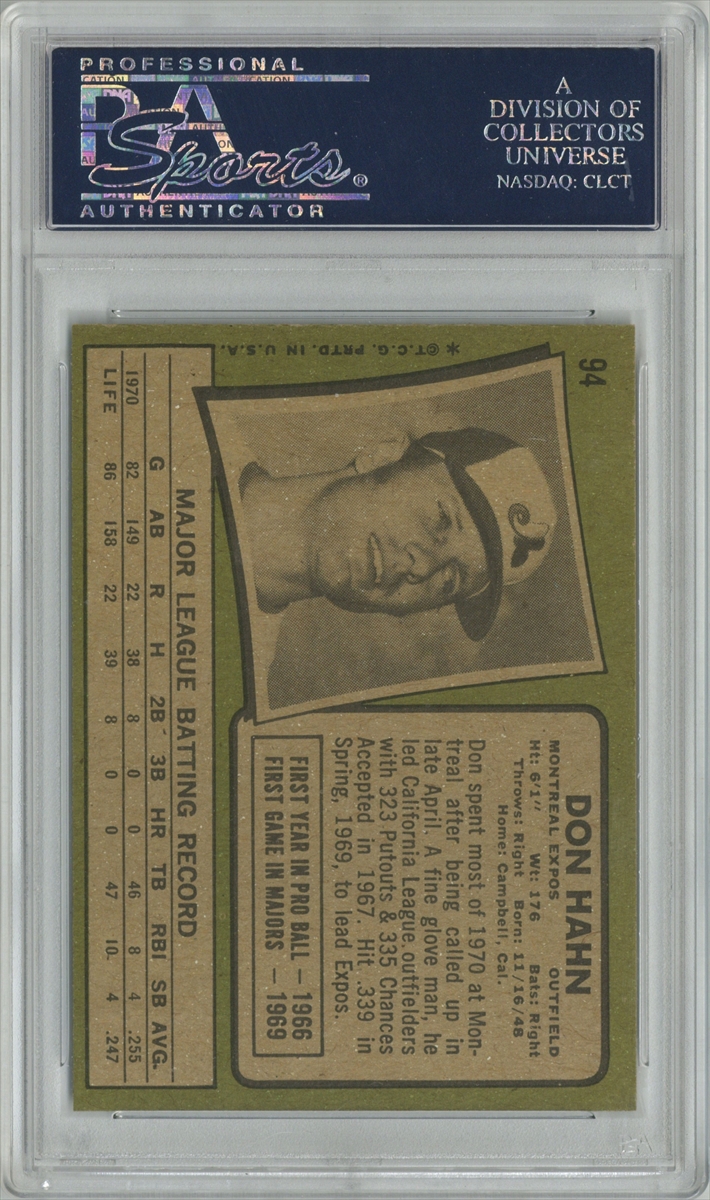 PROFESSIONAL
PSA
Sports®
AUTHENTICATOR
A
DIVISION OF
COLLECTORS
UNIVERSE
NASDAQ: CLCT
94
*©T.C.G. PRTD. IN U.S.A.
DON HAHN
MONTREAL EXPOS OUTFIELD
Ht: 6'1" Wt: 176 Bats: Right
Throws: Right Born: 11/16/48
Home: Campbell, Cal.
Don spent most of 1970 at Mon-
treal after being called up in
late April. A fine glove man, he
led California League outfielders
with 323 Putouts & 335 Chances
Accepted in 1967. Hit .339 in
Spring, 1969, to lead Expos.
FIRST YEAR IN PRO BALL — 1966
FIRST GAME IN MAJORS — 1969
MAJOR LEAGUE BATTING RECORD
G AB R H 2B 3B HR TB RBI SB AVG.
1970 82 149 22 38 8 0 0 46 8 4 .255
LIFE 86 158 22 39 8 0 0 47 10 4 .247